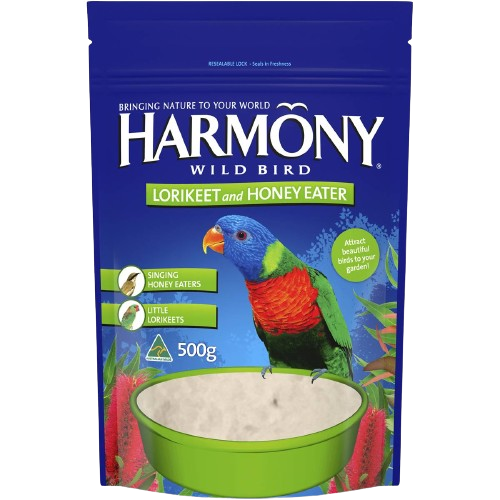 RESEALABLE LOCK - Seals in Freshness
BRINGING NATURE TO YOUR WORLD
HARMONY®
WILD BIRD
LORIKEET and HONEY EATER
Attract
beautiful
birds to your
garden!
SINGING
HONEY EATERS
LITTLE
LORIKEETS
500g